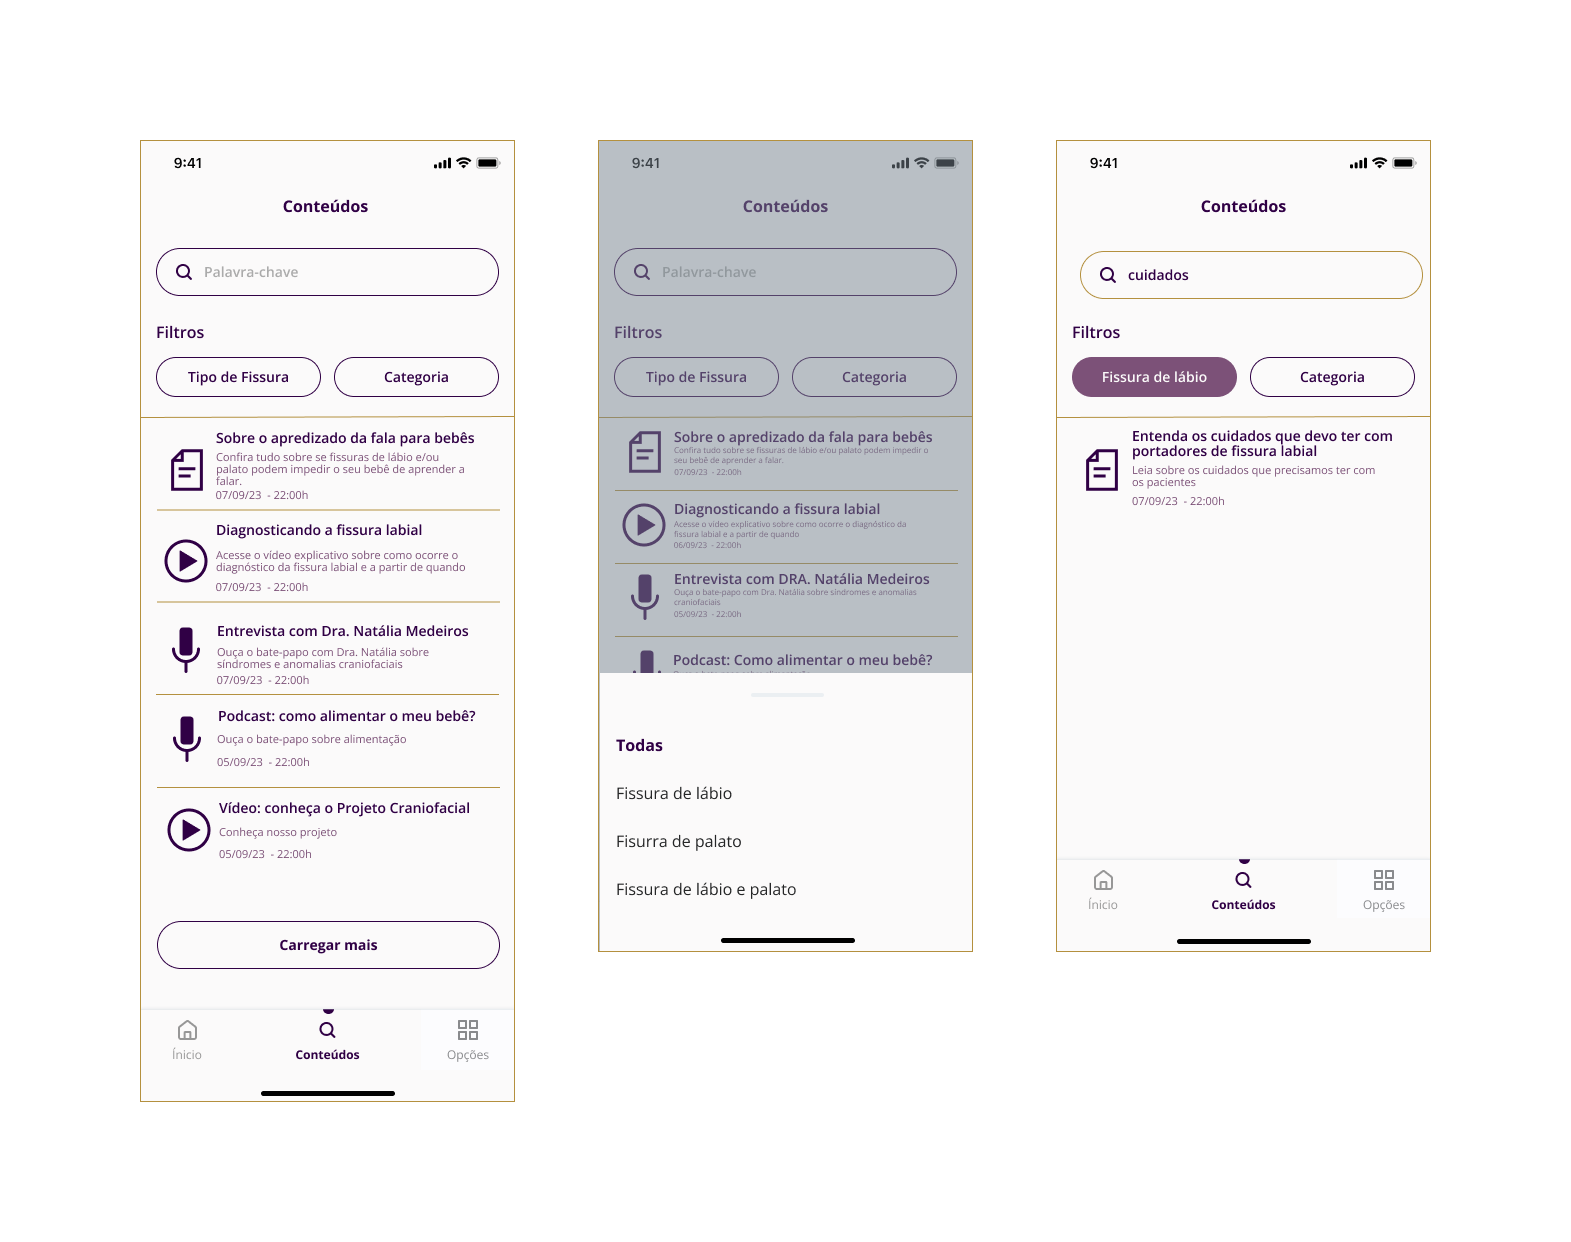 9:41
Conteúdos
Palavra-chave
Filtros
Tipo de Fissura
Categoria
Sobre o apredizado da fala para bebês
Confira tudo sobre se fissuras de lábio e/ou
palato podem impedir o seu bebê de aprender a
falar.
07/09/23 - 22:00h
Diagnosticando a fissura labial
Acesse o vídeo explicativo sobre como ocorre o
diagnóstico da fissura labial e a partir de quando
07/09/23 - 22:00h
Entrevista com Dra. Natália Medeiros
Ouça o bate-papo com Dra. Natália sobre
síndromes e anomalias craniofaciais
07/09/23 - 22:00h
Podcast: como alimentar o meu bebê?
Ouça o bate-papo sobre alimentação
05/09/23 - 22:00h
Vídeo: conheça o Projeto Craniofacial
Conheça nosso projeto
05/09/23 - 22:00h
Carregar mais
Ínicio
Conteúdos
Opções
9:41
Conteúdos
Palavra-chave
Filtros
Tipo de Fissura
Categoria
Sobre o apredizado da fala para bebês
Confira tudo sobre se fissuras de lábio e/ou palato podem impedir o
seu bebê de aprender a falar.
07/09/23 - 22:00h
Diagnosticando a fissura labial
Acesse o vídeo explicativo sobre como ocorre o diagnóstico da
fissura labial e a partir de quando
06/09/23 - 22:00h
Entrevista com DRA. Natália Medeiros
Ouça o bate-papo com Dra. Natália sobre síndromes e anomalias
craniofaciais
05/09/23 - 22:00h
Podcast: Como alimentar o meu bebê?
Todas
Fissura de lábio
Fisurra de palato
Fissura de lábio e palato
9:41
Conteúdos
cuidados
Filtros
Fissura de lábio
Categoria
Entenda os cuidados que devo ter com
portadores de fissura labial
Leia sobre os cuidados que precisamos ter com
os pacientes
07/09/23 - 22:00h
Ínicio
Conteúdos
Opções